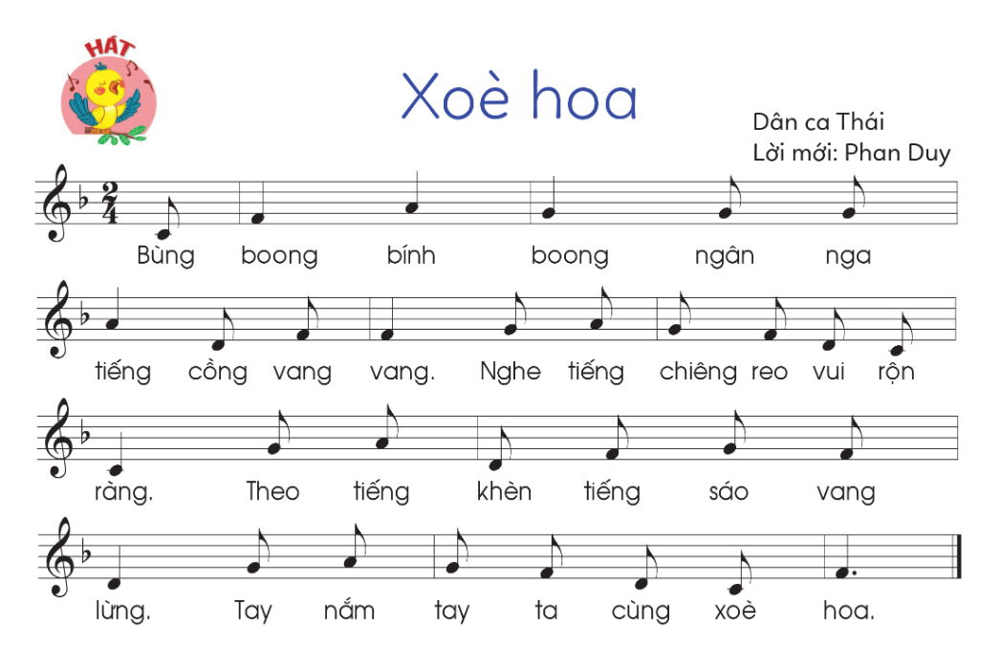 HÁT
Xoè hoa
Dân ca Thái
Lời mới: Phan Duy
2
4
Bùng boong bính boong ngân nga
tiếng cồng vang vang. Nghe tiếng chiêng reo vui rộn
ràng. Theo tiếng khèn tiếng sáo vang
lừng. Tay nắm tay ta cùng xoè hoa.